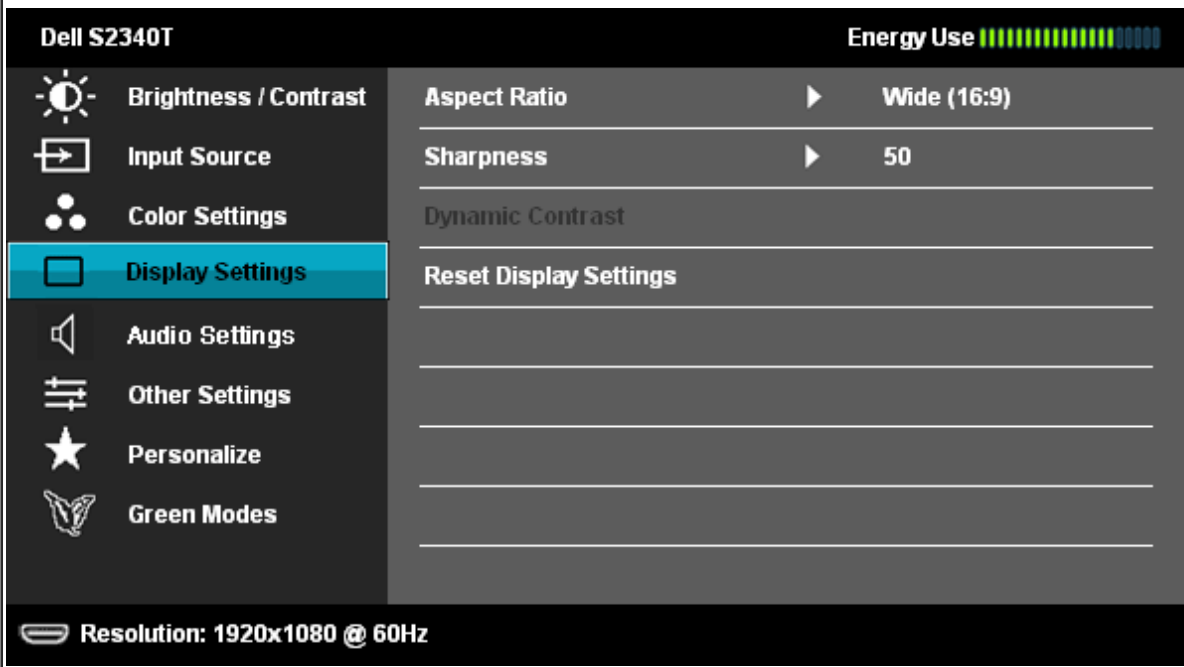 Dell S2340T Energy Use
Brightness / Contrast Aspect Ratio Wide (16:9)
Input Source Sharpness 50
Color Settings Dynamic Contrast
Display Settings Reset Display Settings
Audio Settings
Other Settings
Personalize
Green Modes
Resolution: 1920x1080 @ 60Hz